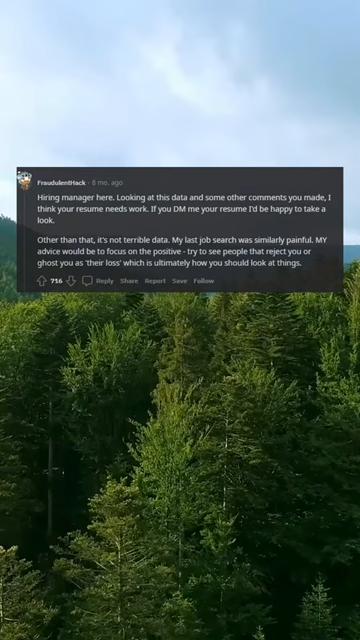 FraudulentHack · 8 mo. ago
Hiring manager here. Looking at this data and some other comments you made, I
think your resume needs work. If you DM me your resume I'd be happy to take a
look.
Other than that, it's not terrible data. My last job search was similarly painful. MY
advice would be to focus on the positive - try to see people that reject you or
ghost you as 'their loss' which is ultimately how you should look at things.
716 Reply Share Report Save Follow